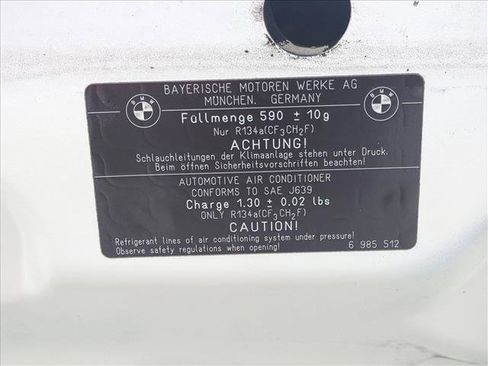 BAYERISCHE MOTOREN WERKE AG
MÜNCHEN, GERMANY
BMW
BMW
Füllmenge 590 ± 10g
Nur R134a(CF3CH2F)
ACHTUNG!
Schlauchleitungen der Klimaanlage stehen unter Druck.
Beim öffnen Sicherheitsvorschriften beachten!
AUTOMOTIVE AIR CONDITIONER
CONFORMS TO SAE J639
Charge 1.30 ± 0.02 lbs
ONLY R134a(CF3CH2F)
CAUTION!
Refrigerant lines of air conditioning system under pressure!
Observe safety regulations when opening!
6 985 512